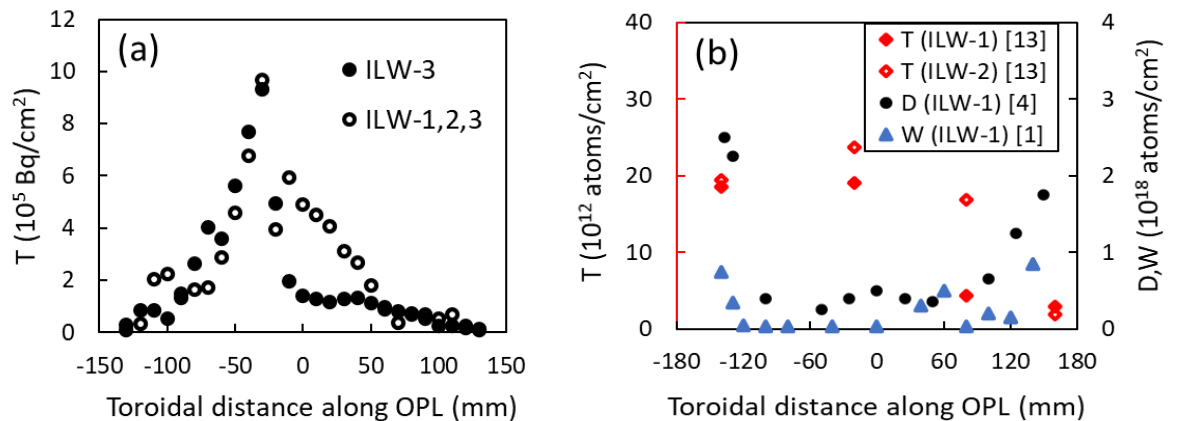 (a)
ILW-3
ILW-1,2,3
T (10⁵ Bq/cm²)
12
10
8
6
4
2
0
-150 -100 -50 0 50 100 150
Toroidal distance along OPL (mm)
(b)
T (ILW-1) [13]
T (ILW-2) [13]
D (ILW-1) [4]
W (ILW-1) [1]
T (10¹² atoms/cm²)
40
30
20
10
0
D,W (10¹⁸ atoms/cm²)
4
3
2
1
0
-180 -120 -60 0 60 120 180
Toroidal distance along OPL (mm)